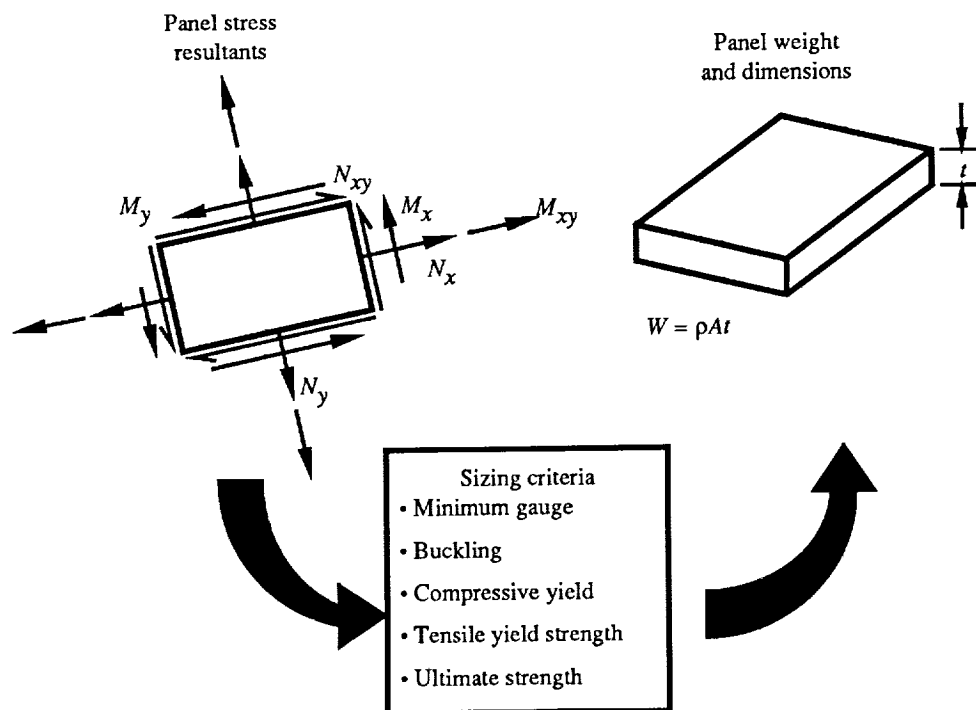 Panel stress
resultants
Panel weight
and dimensions
N_xy
M_y
M_x
M_xy
N_x
t
W = ρAt
N_y
Sizing criteria
• Minimum gauge
• Buckling
• Compressive yield
• Tensile yield strength
• Ultimate strength